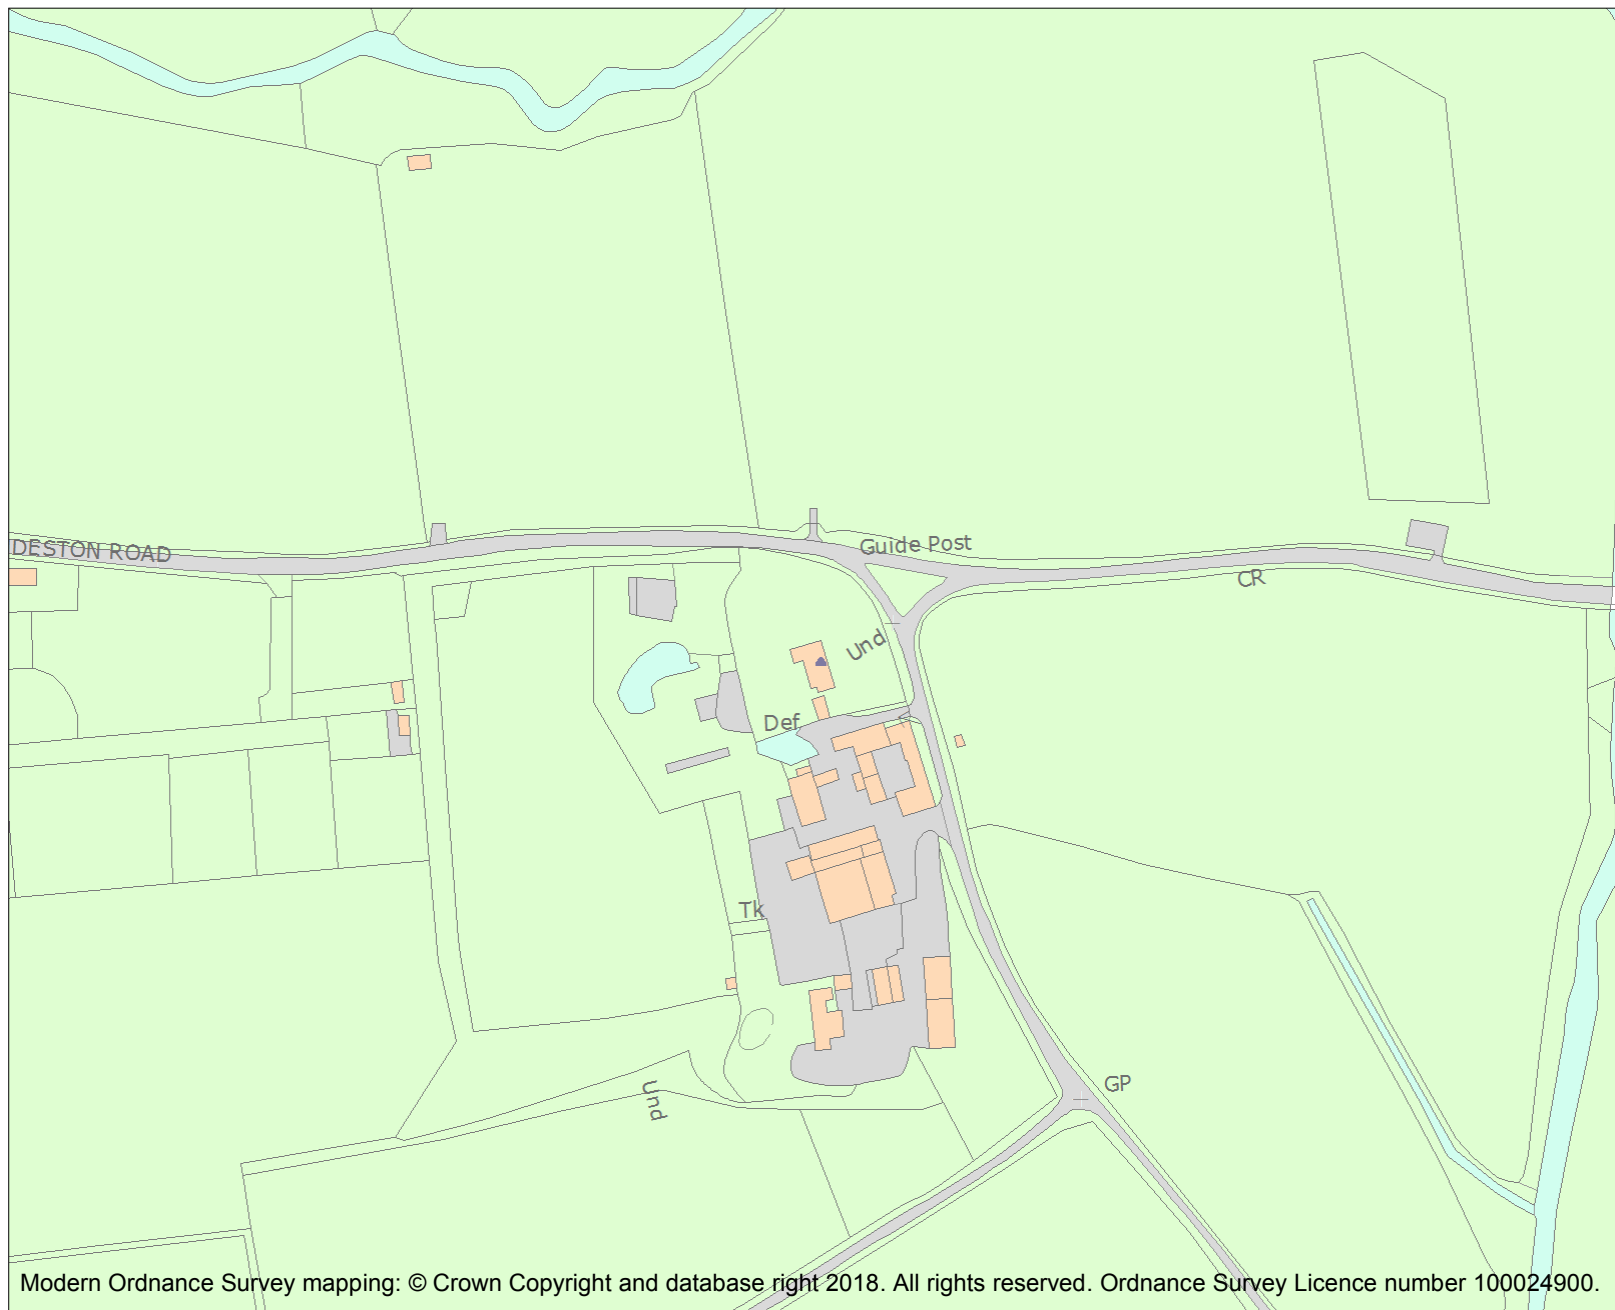 Guide Post
DESTON ROAD
CR
Und
Def
Tk
GP
Und
Modern Ordnance Survey mapping: © Crown Copyright and database right 2018. All rights reserved. Ordnance Survey Licence number 100024900.